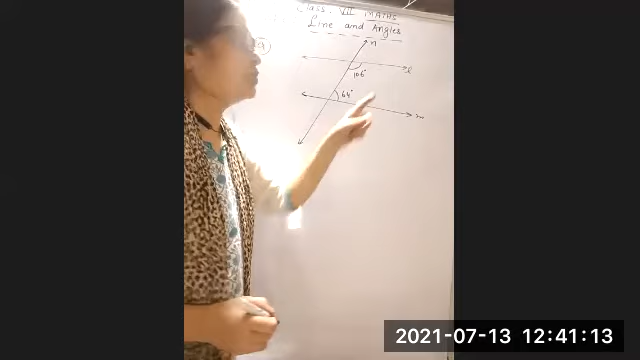 Class. VII MATHS
Line and Angles
n
l
106°
64°
m
2021-07-13 12:41:13